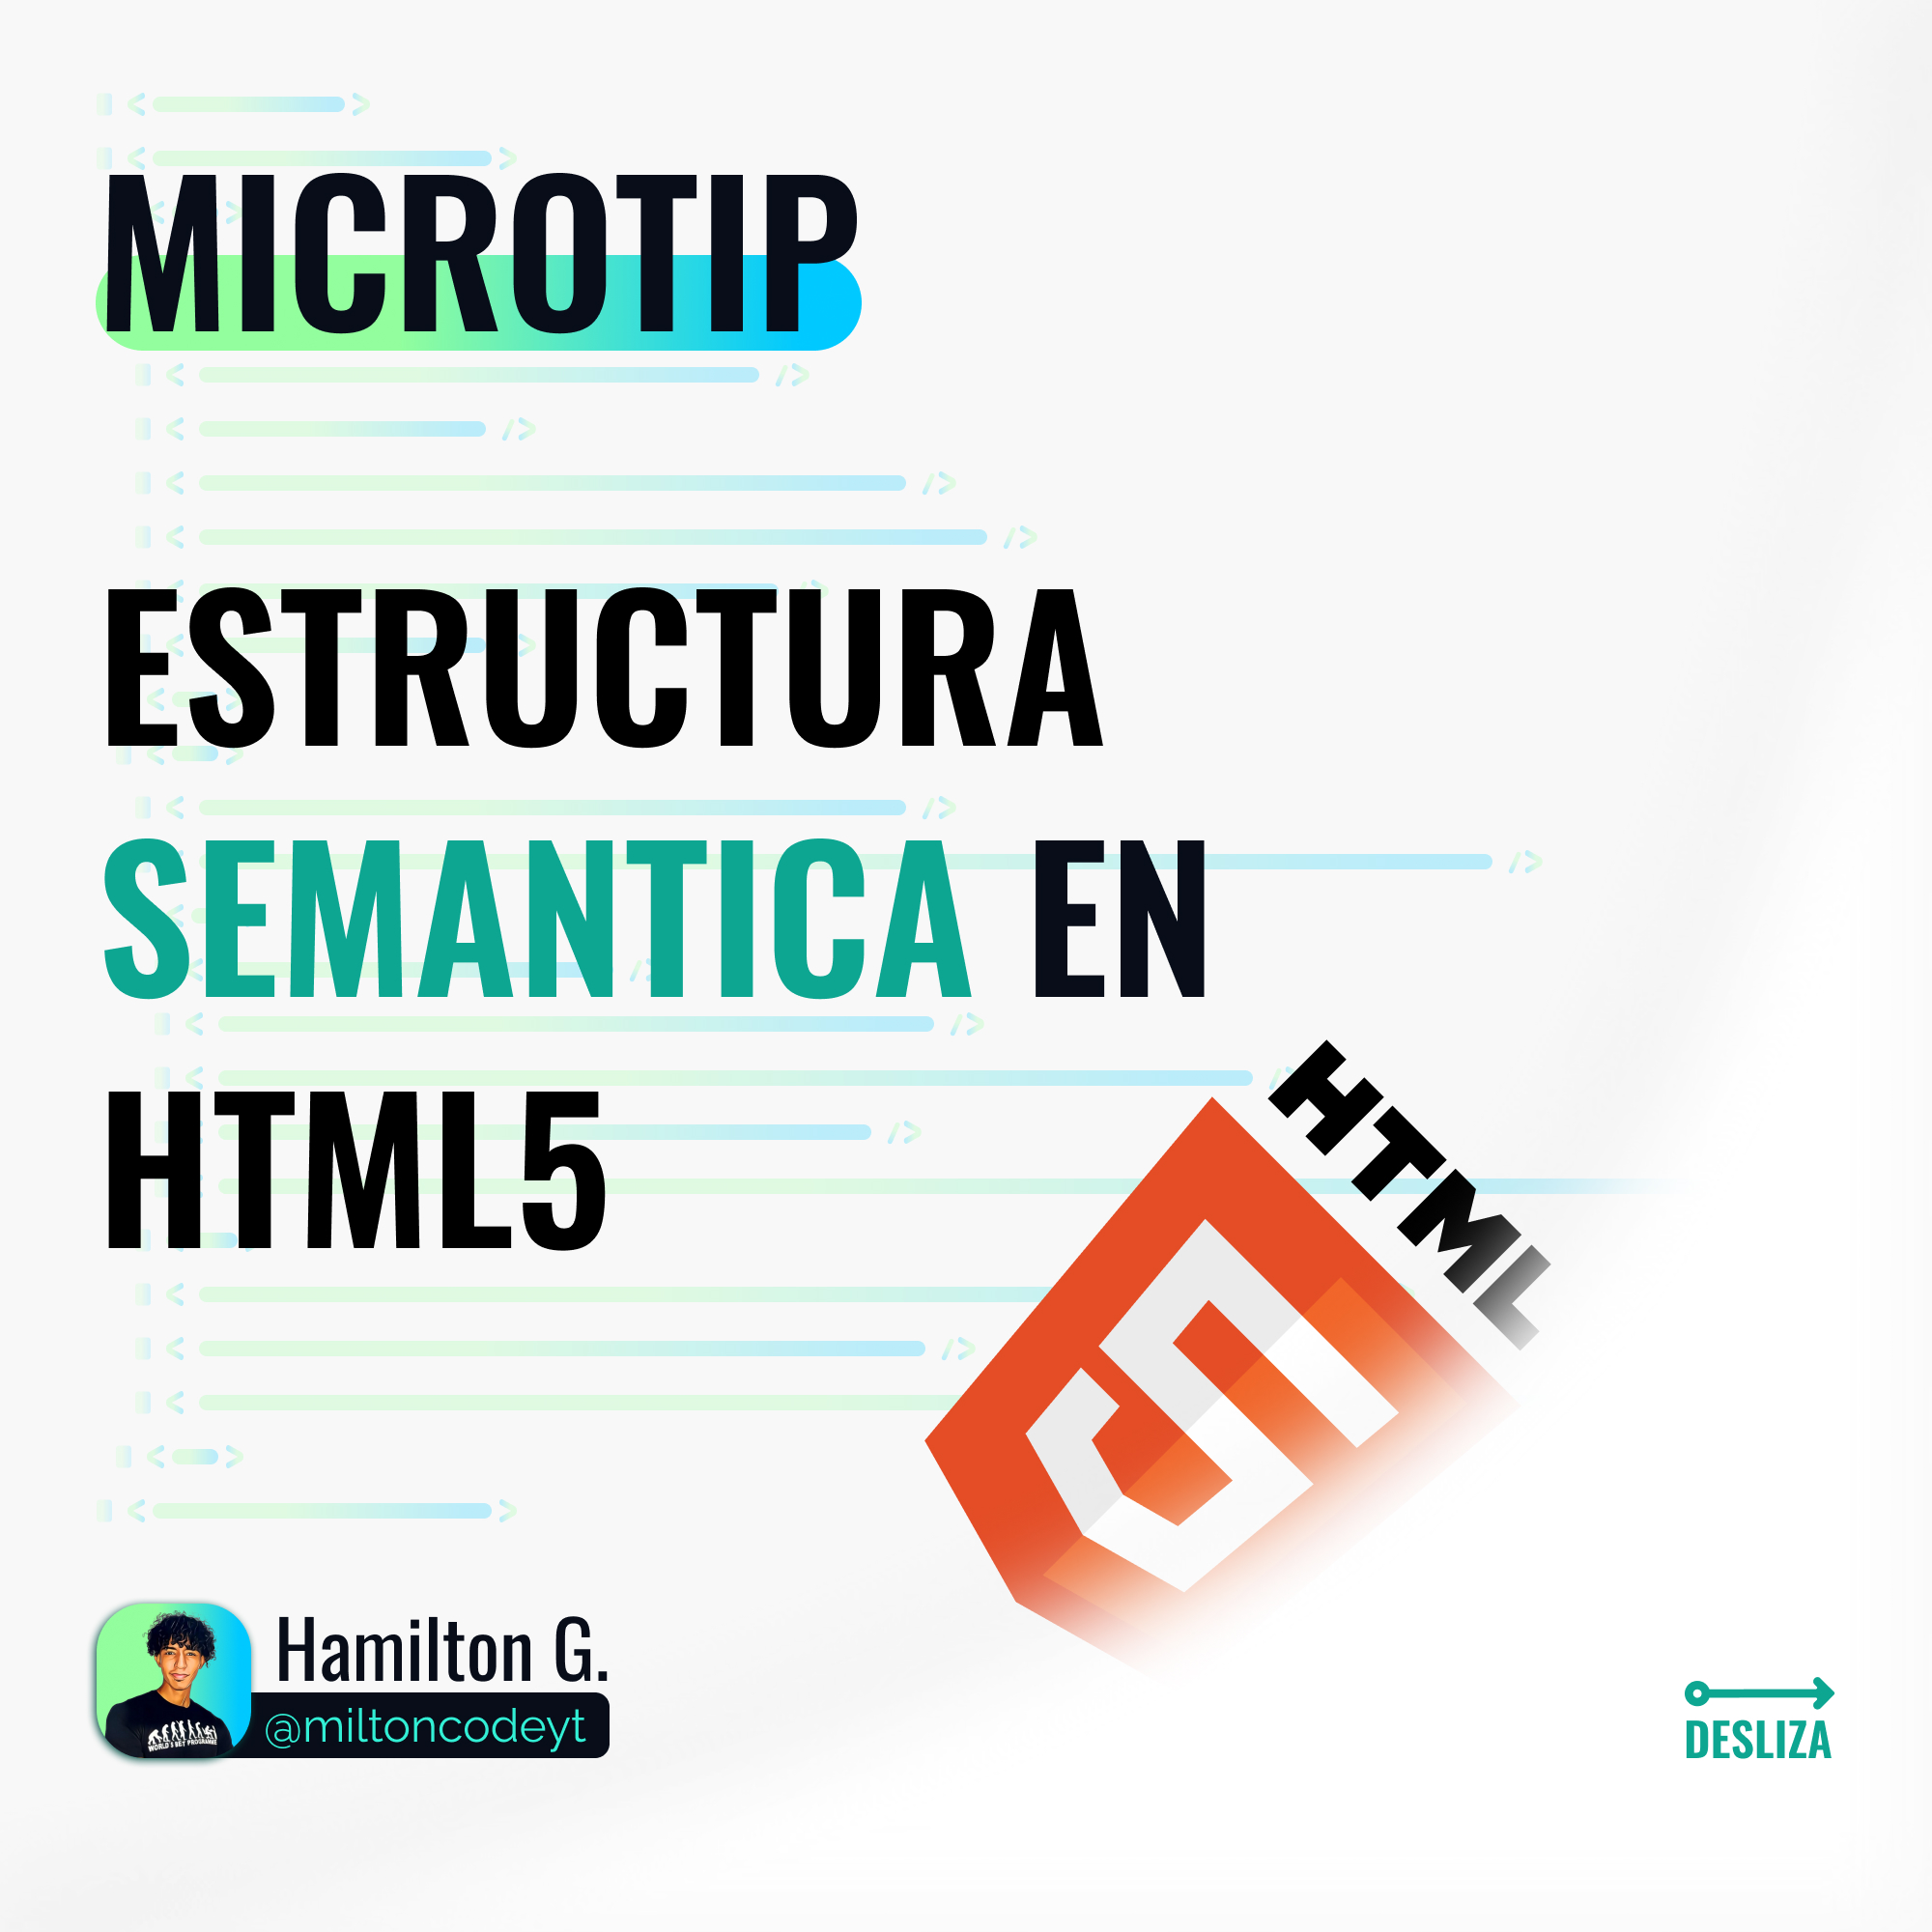 MICROTIP
ESTRUCTURA
SEMANTICA EN
HTML5
HTML
Hamilton G.
@miltoncodeyt
DESLIZA